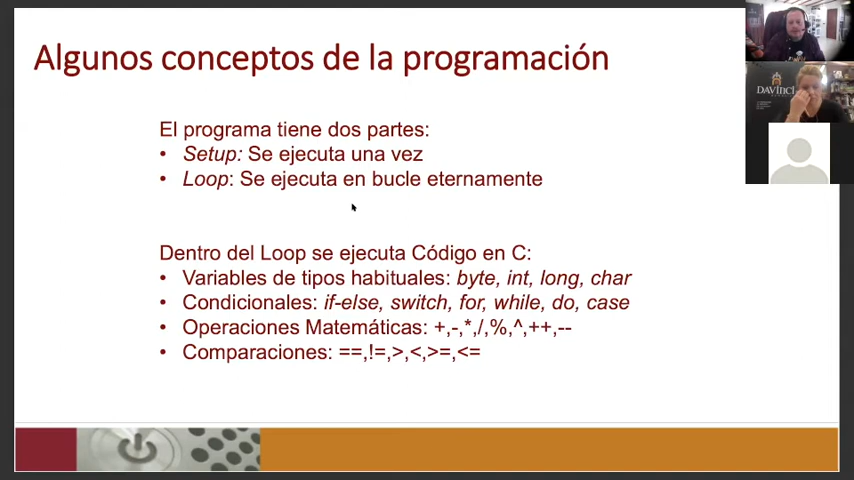 Algunos conceptos de la programación
El programa tiene dos partes:
• Setup: Se ejecuta una vez
• Loop: Se ejecuta en bucle eternamente
Dentro del Loop se ejecuta Código en C:
• Variables de tipos habituales: byte, int, long, char
• Condicionales: if-else, switch, for, while, do, case
• Operaciones Matemáticas: +,-,*,/,%,^,++,--
• Comparaciones: ==,!=,>,<,>=,<=
DAVINCI